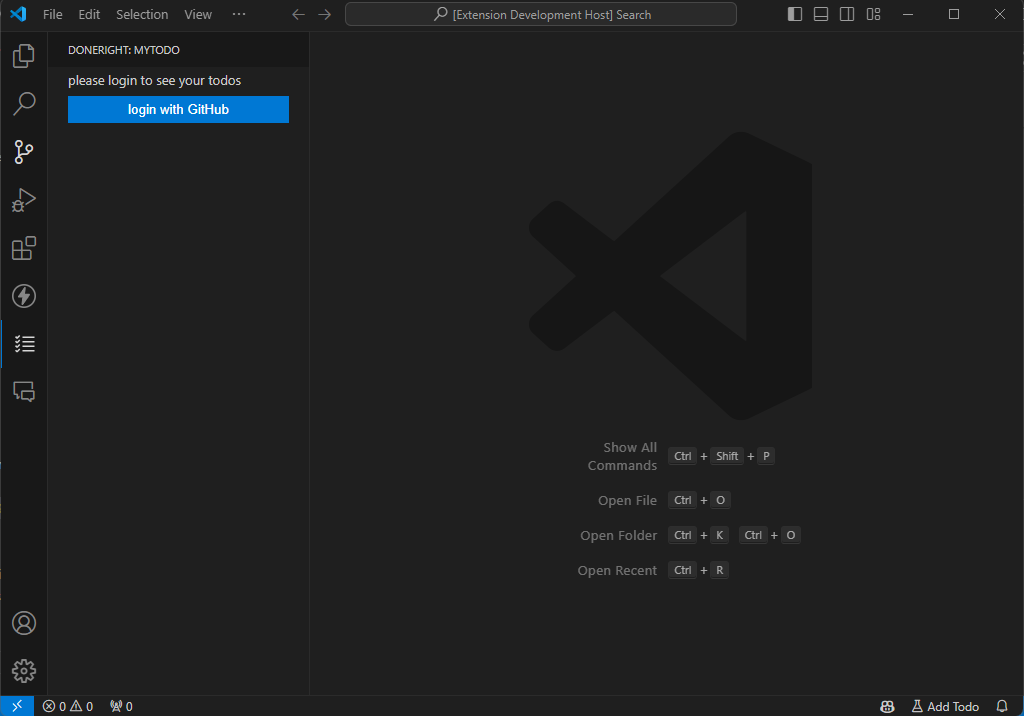 File Edit Selection View ··· [Extension Development Host] Search
DONERIGHT: MYTODO
please login to see your todos
login with GitHub
Show All
Commands Ctrl + Shift + P
Open File Ctrl + O
Open Folder Ctrl + K Ctrl + O
Open Recent Ctrl + R
0 0 0 Add Todo